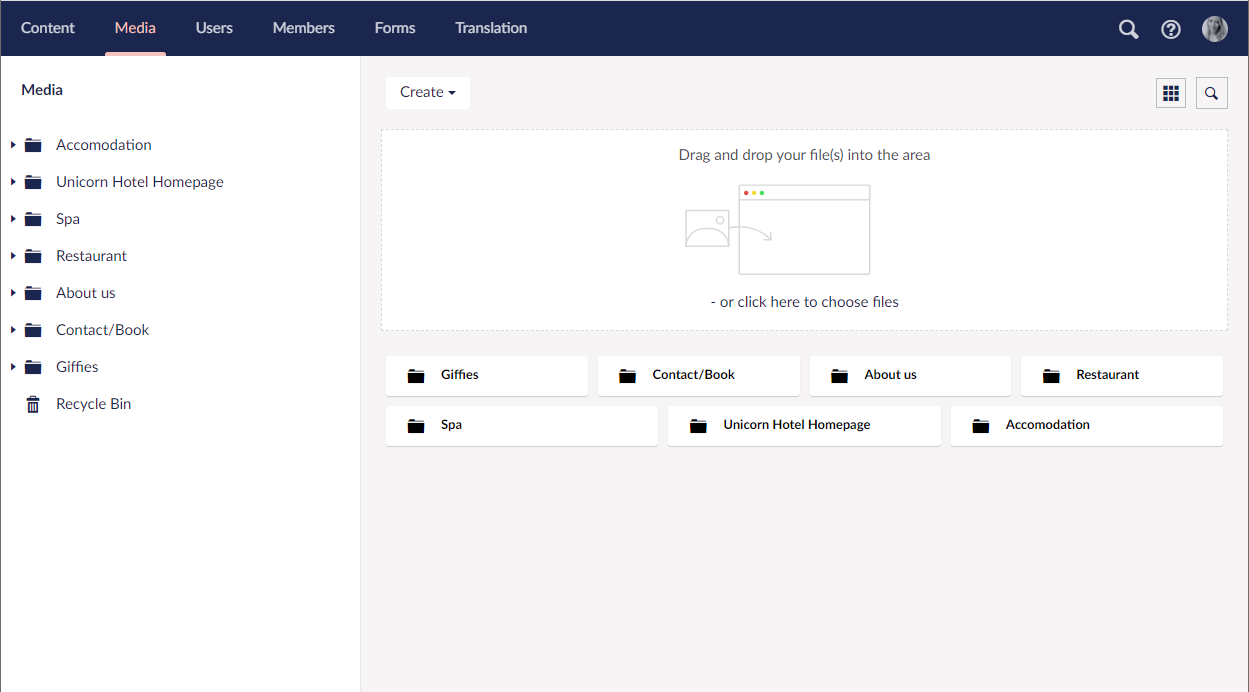 Content Media Users Members Forms Translation
Media
Accomodation
Unicorn Hotel Homepage
Spa
Restaurant
About us
Contact/Book
Giffies
Recycle Bin
Create
Drag and drop your file(s) into the area
- or click here to choose files
Giffies Contact/Book About us Restaurant
Spa Unicorn Hotel Homepage Accomodation